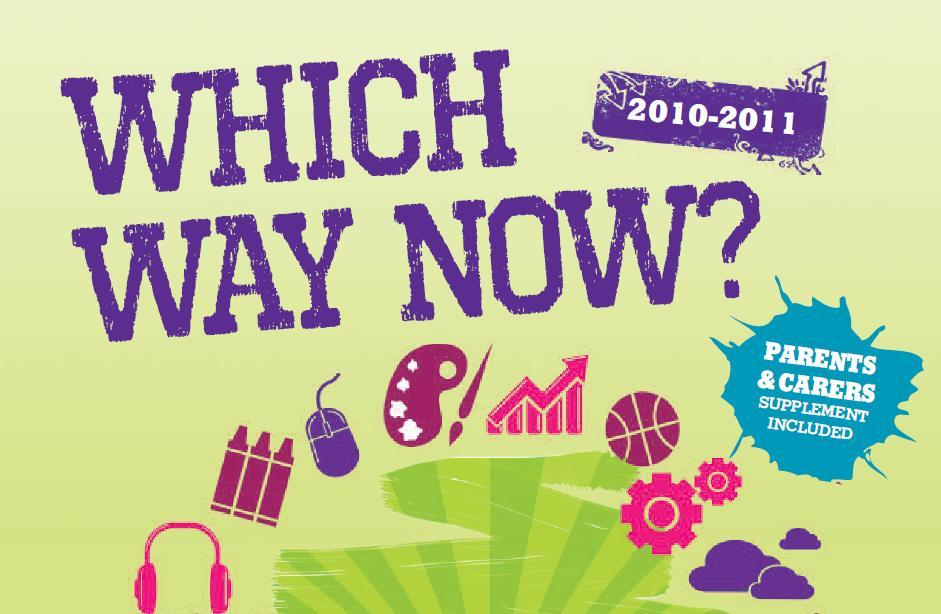 WHICH
2010-2011
WAY NOW?
PARENTS
& CARERS
SUPPLEMENT
INCLUDED